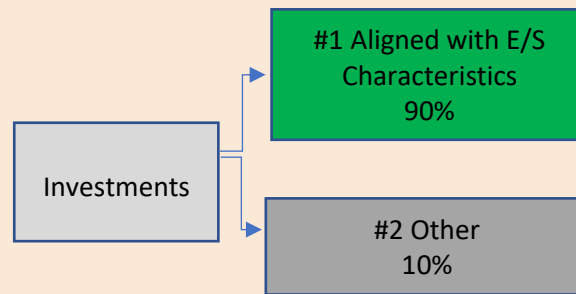 #1 Aligned with E/S
Characteristics
90%
Investments
#2 Other
10%